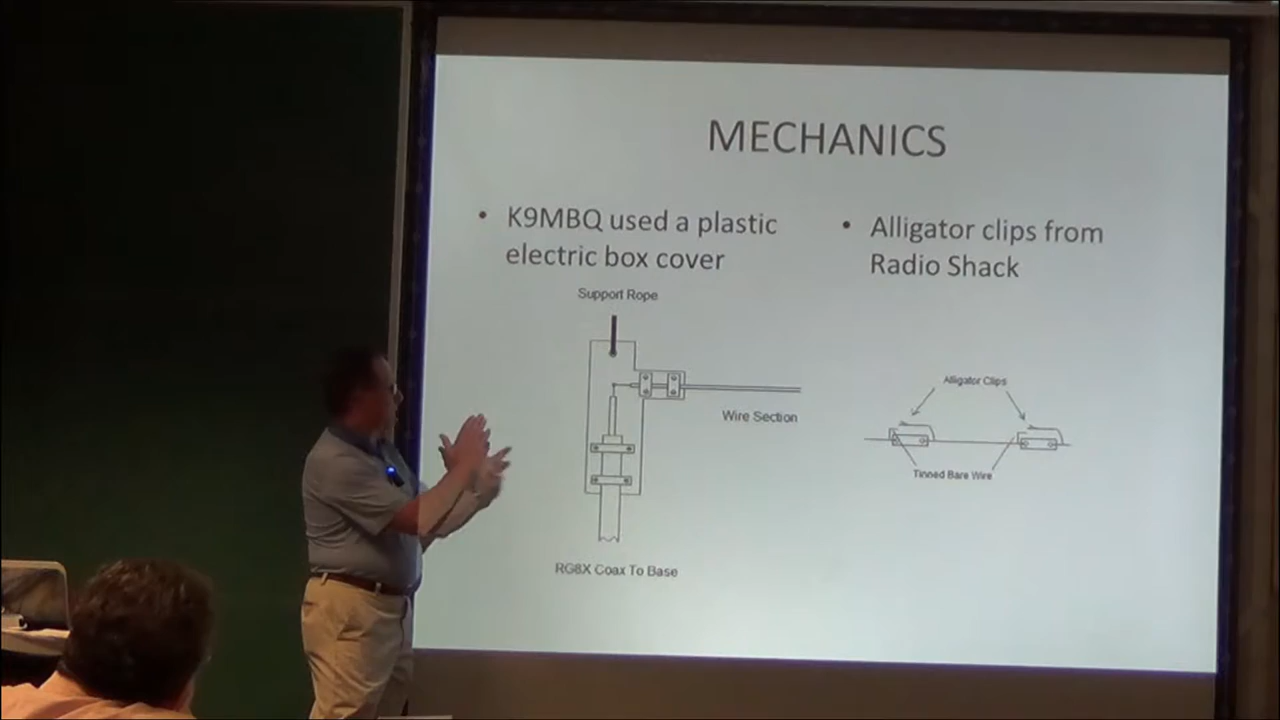 MECHANICS
• K9MBQ used a plastic
electric box cover
Support Rope
Wire Section
RG8X Coax To Base
• Alligator clips from
Radio Shack
Alligator Clips
Tinned Bare Wire